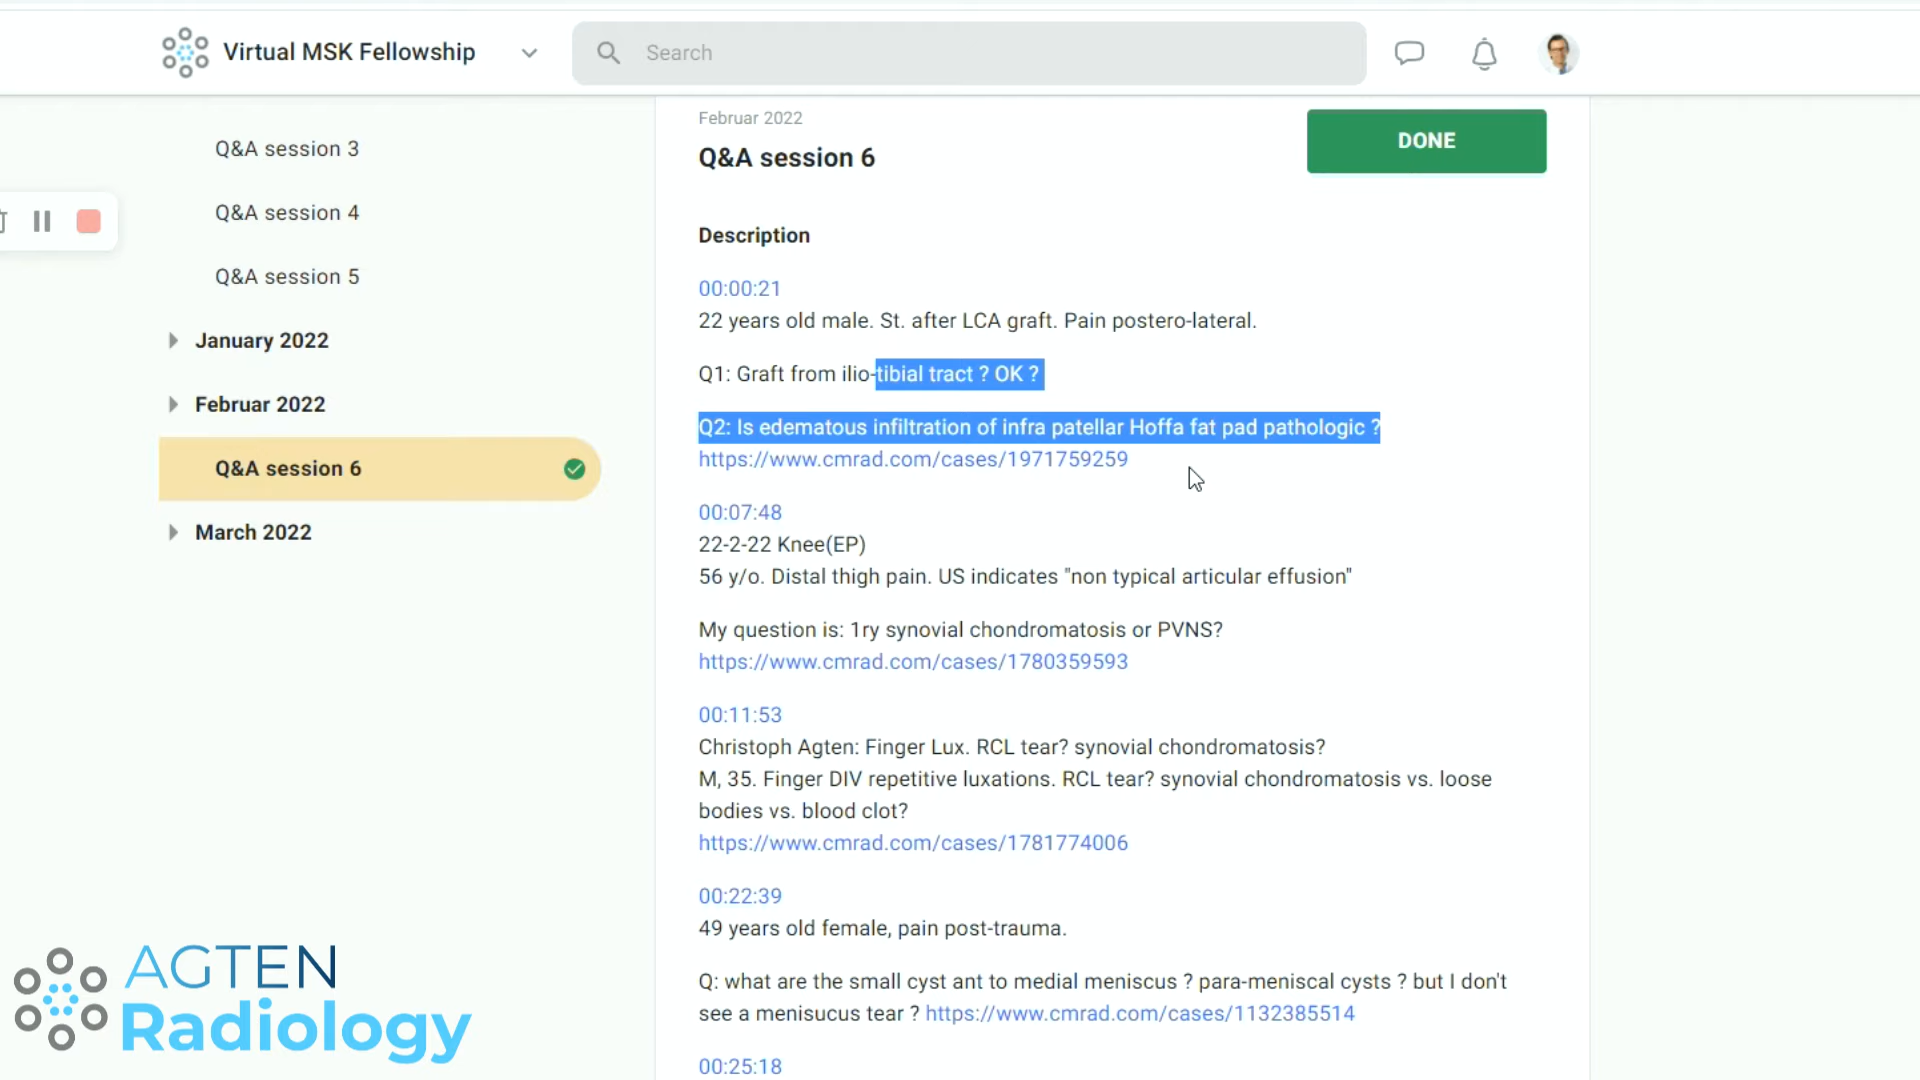 Virtual MSK Fellowship
Search
Q&A session 3
Q&A session 4
Q&A session 5
January 2022
Februar 2022
Q&A session 6
March 2022
Februar 2022
Q&A session 6
DONE
Description
00:00:21
22 years old male. St. after LCA graft. Pain postero-lateral.
Q1: Graft from ilio-tibial tract ? OK ?
Q2: Is edematous infiltration of infra patellar Hoffa fat pad pathologic ?
https://www.cmrad.com/cases/1971759259
00:07:48
22-2-22 Knee(EP)
56 y/o. Distal thigh pain. US indicates "non typical articular effusion"
My question is: 1ry synovial chondromatosis or PVNS?
https://www.cmrad.com/cases/1780359593
00:11:53
Christoph Agten: Finger Lux. RCL tear? synovial chondromatosis?
M, 35. Finger DIV repetitive luxations. RCL tear? synovial chondromatosis vs. loose
bodies vs. blood clot?
https://www.cmrad.com/cases/1781774006
00:22:39
49 years old female, pain post-trauma.
Q: what are the small cyst ant to medial meniscus ? para-meniscal cysts ? but I don't
see a menisucus tear ? https://www.cmrad.com/cases/1132385514
00:25:18
AGTEN
Radiology